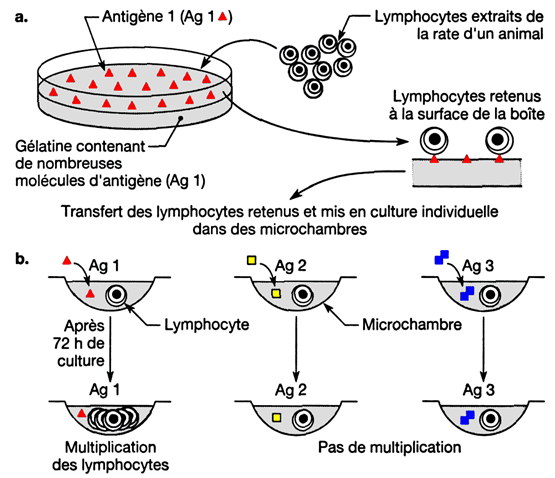 a.
Antigène 1 (Ag 1▲)
Lymphocytes extraits de
la rate d'un animal
Lymphocytes retenus
à la surface de la boîte
Gélatine contenant
de nombreuses
molécules d'antigène (Ag 1)
Transfert des lymphocytes retenus et mis en culture individuelle
dans des microchambres
b.
Ag 1
Ag 2
Ag 3
Lymphocyte
Microchambre
Après
72 h de
culture
Ag 1
Ag 2
Ag 3
Multiplication
des lymphocytes
Pas de multiplication